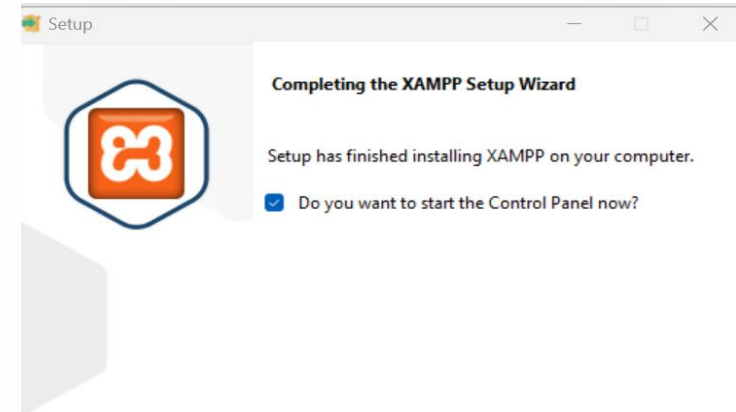 Setup
Completing the XAMPP Setup Wizard
Setup has finished installing XAMPP on your computer.
Do you want to start the Control Panel now?